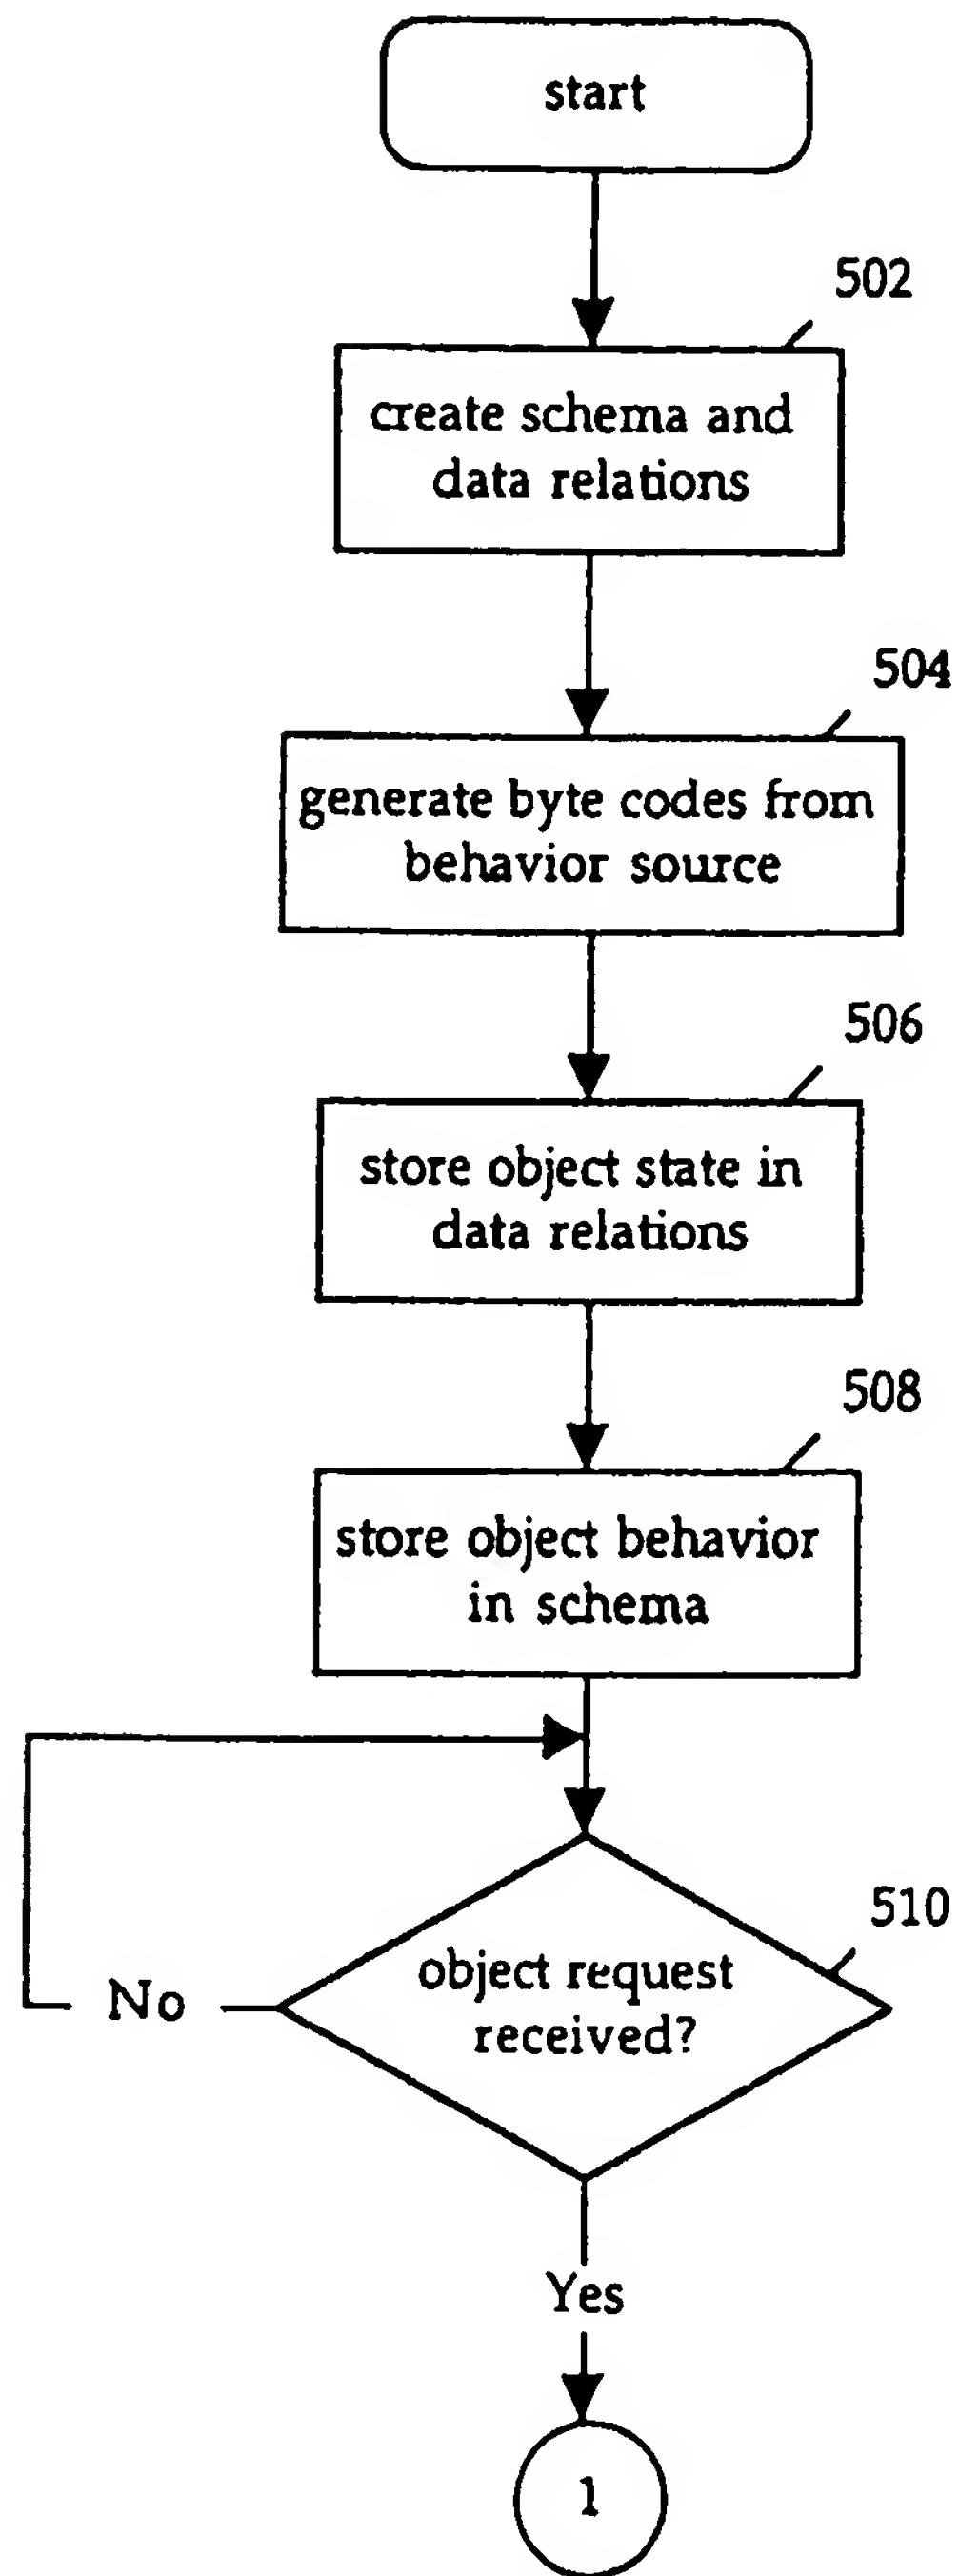 start
502
create schema and
data relations
504
generate byte codes from
behavior source
506
store object state in
data relations
508
store object behavior
in schema
510
object request
received?
No
Yes
1